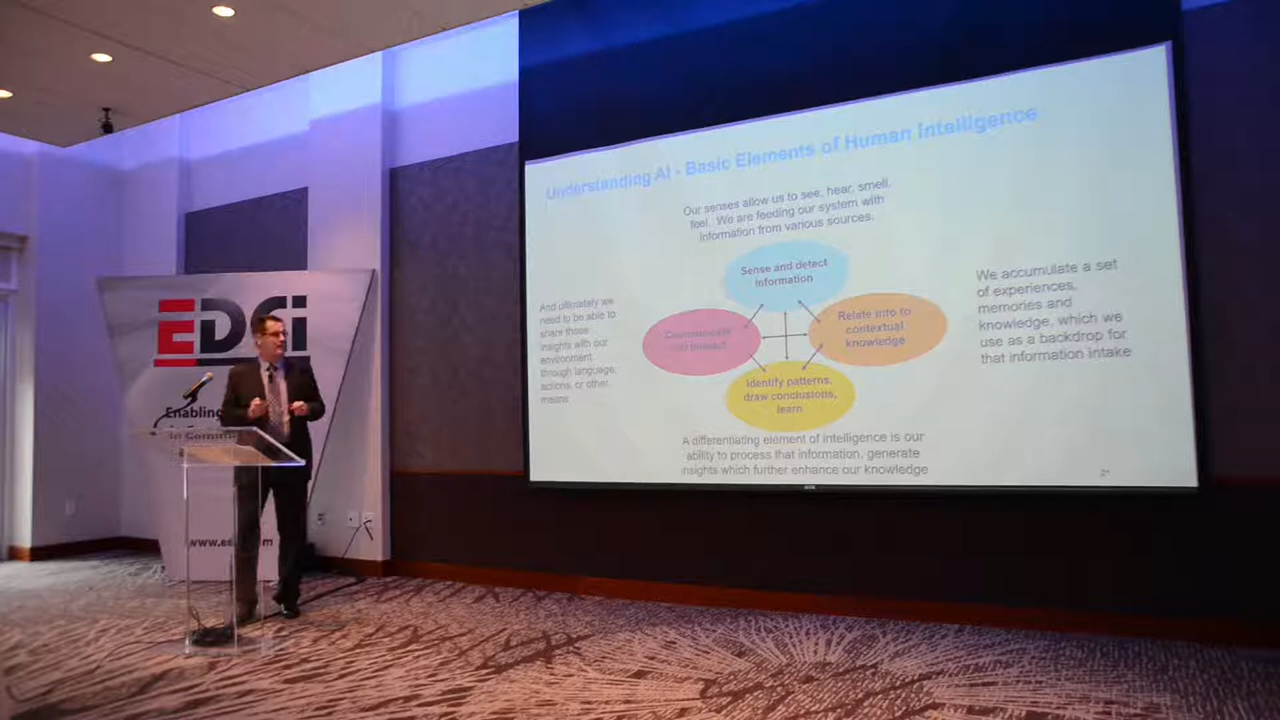 Understanding AI - Basic Elements of Human Intelligence
Our senses allow us to see, hear, smell,
feel. We are feeding our system with
information from various sources.
Sense and detect
information
And ultimately we
need to be able to
share those
insights with our
environment
through language,
actions, or other
means
Communicate
and interact
Relate info to
contextual
knowledge
We accumulate a set
of experiences,
memories and
knowledge, which we
use as a backdrop for
that information intake
Identify patterns,
draw conclusions,
learn
A differentiating element of intelligence is our
ability to process that information, generate
insights which further enhance our knowledge
EDCi
Enabling
in Comm